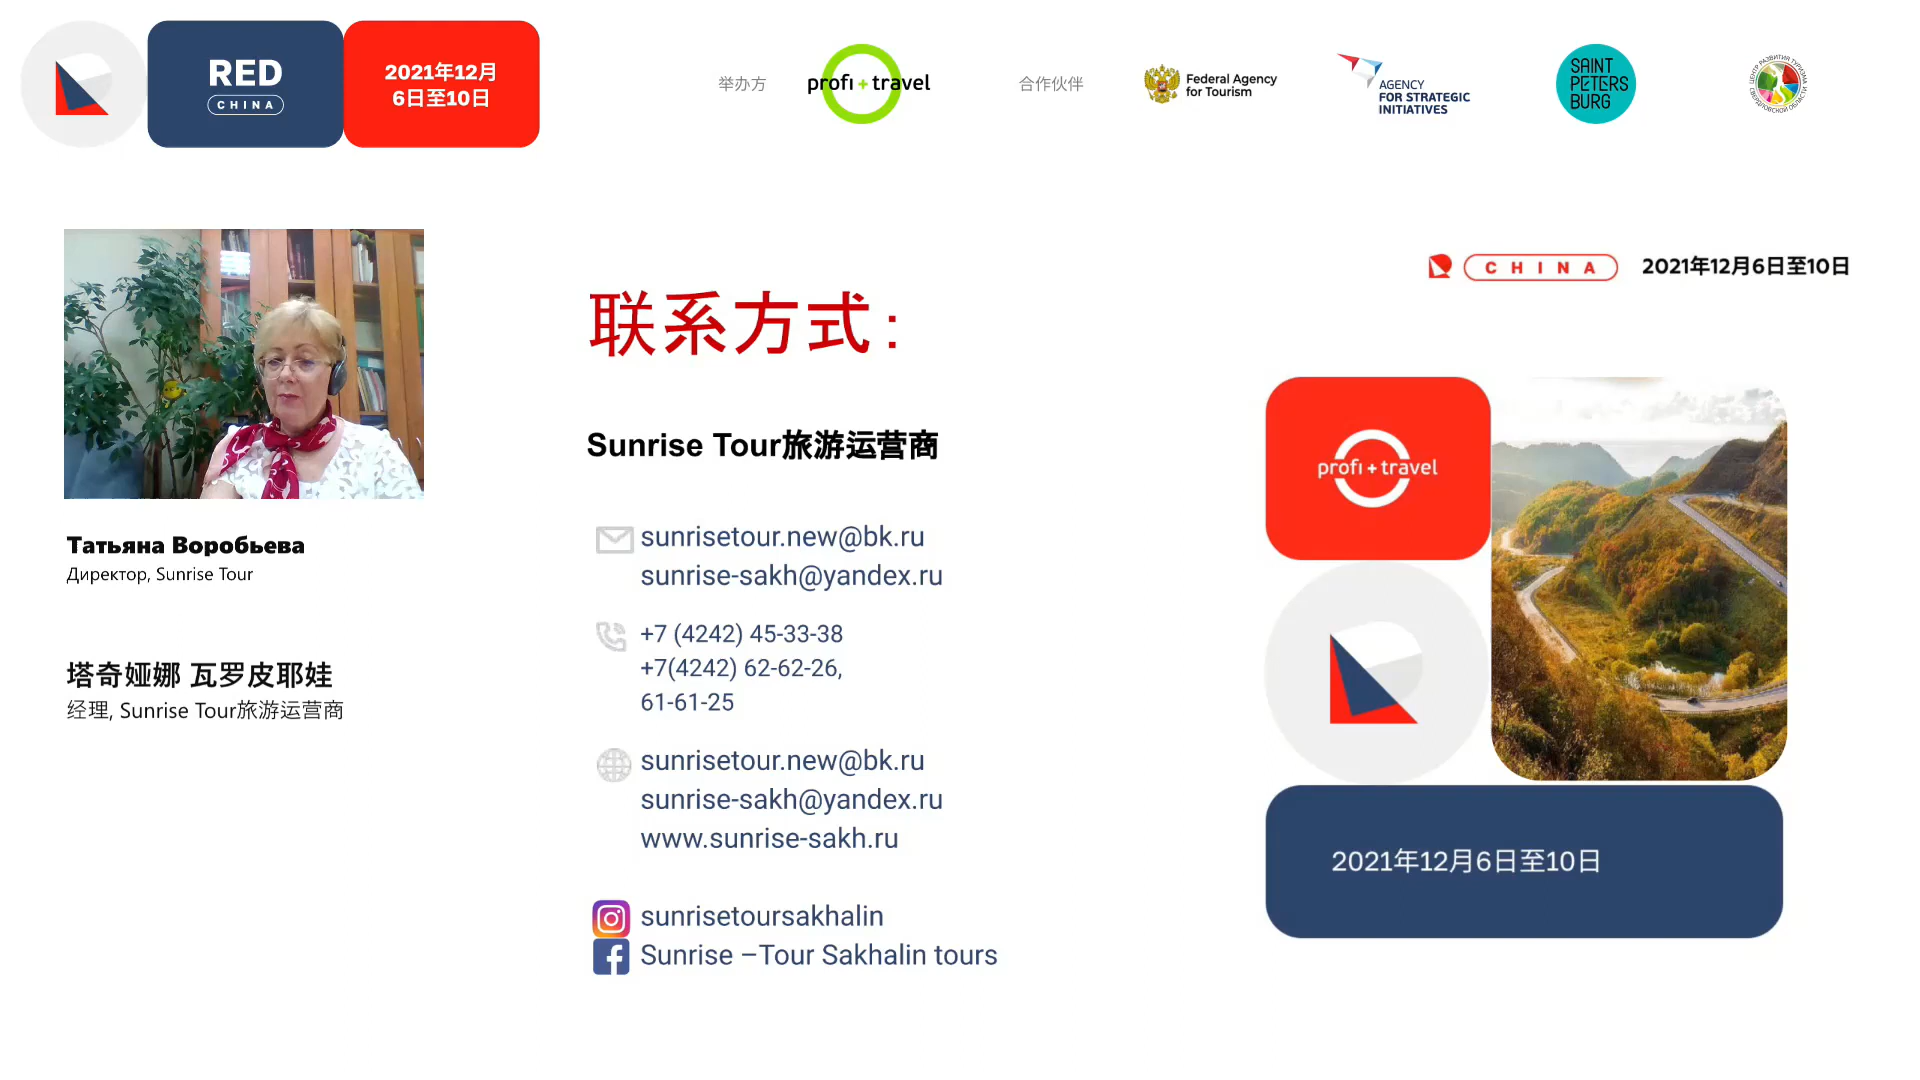 RED
CHINA
2021年12月
6日至10日
举办方
profi + travel
合作伙伴
Federal Agency
for Tourism
AGENCY
FOR STRATEGIC
INITIATIVES
SAINT
PETERS
BURG
ЦЕНТР РАЗВИТИЯ ТУРИЗМА
СВЕРДЛОВСКОЙ ОБЛАСТИ
CHINA
2021年12月6日至10日
Татьяна Воробьева
Директор, Sunrise Tour
塔奇娅娜 瓦罗皮耶娃
经理, Sunrise Tour旅游运营商
联系方式:
Sunrise Tour旅游运营商
sunrisetour.new@bk.ru
sunrise-sakh@yandex.ru
+7 (4242) 45-33-38
+7(4242) 62-62-26,
61-61-25
sunrisetour.new@bk.ru
sunrise-sakh@yandex.ru
www.sunrise-sakh.ru
sunrisetoursakhalin
Sunrise –Tour Sakhalin tours
profi + travel
2021年12月6日至10日